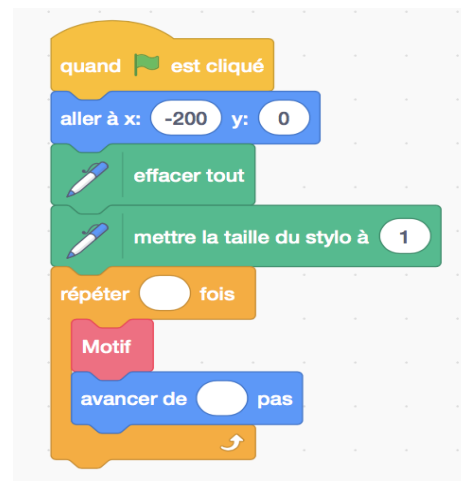 quand est cliqué
aller à x: -200 y: 0
effacer tout
mettre la taille du stylo à 1
répéter fois
Motif
avancer de pas